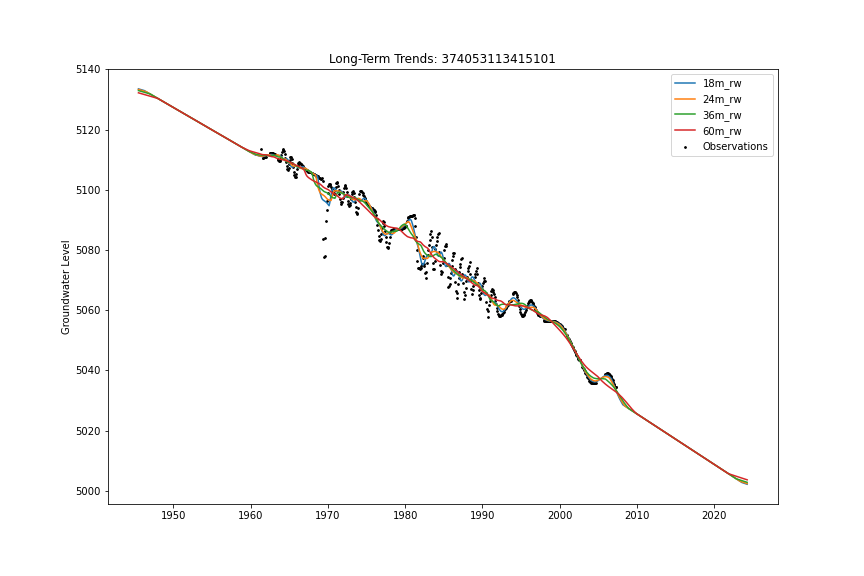 Long-Term Trends: 374053113415101
5140
5120
5100
5080
5060
5040
5020
5000
Groundwater Level
18m_rw
24m_rw
36m_rw
60m_rw
Observations
1950 1960 1970 1980 1990 2000 2010 2020